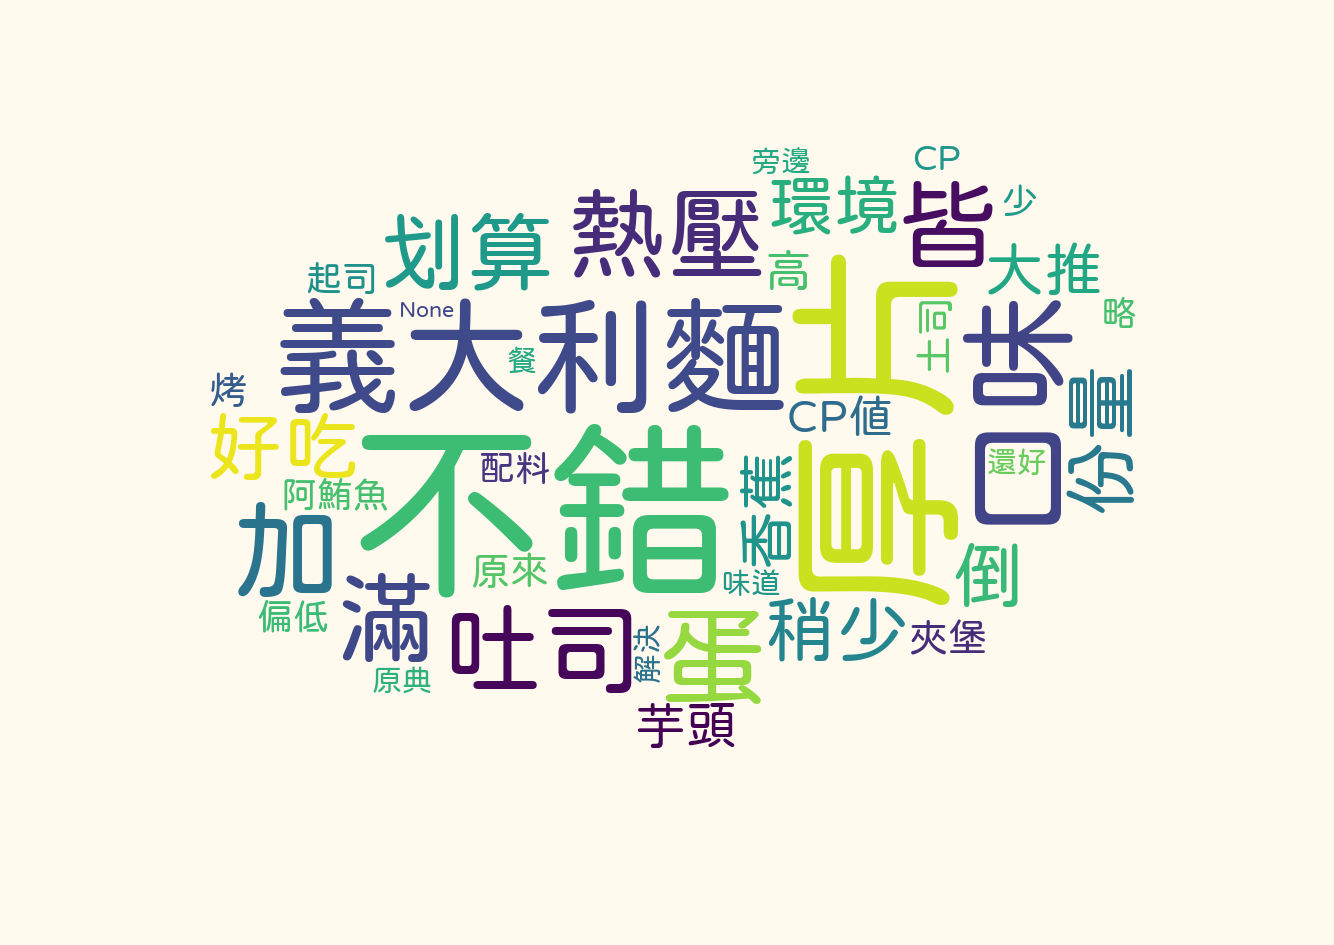 旁邊
CP
皆
少
環境
熱壓
划算
大推
高
起司
None
義大利麵
餐
厚片
土司
口味
略
烤
CP值
份量
好吃
不錯
配料
還好
阿鮪魚
香蕉
加
原來
味道
倒
滿
偏低
吐司
解決
蛋
稍少
夾堡
原典
芋頭